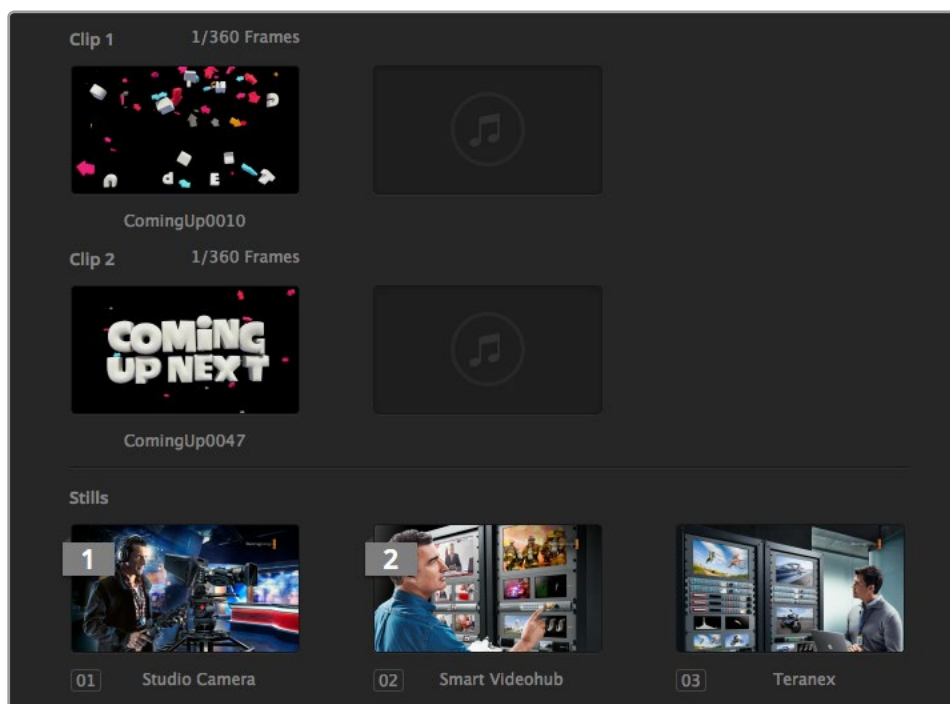 Clip 1 1/360 Frames
ComingUp0010
Clip 2 1/360 Frames
COMiNG
UP NEXT
ComingUp0047
Stills
1 2
01 Studio Camera 02 Smart Videohub 03 Teranex